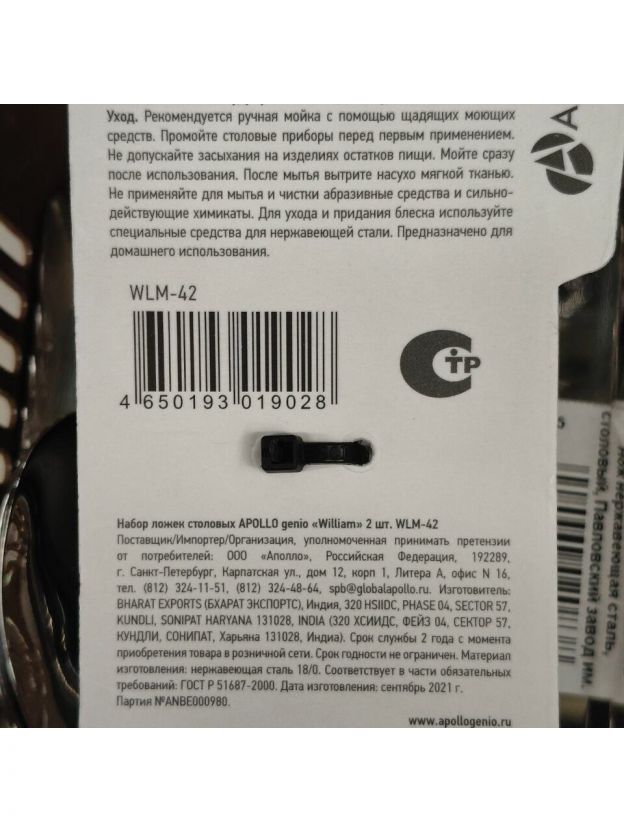 Уход. Рекомендуется ручная мойка с помощью щадящих моющих
средств. Промойте столовые приборы перед первым применением.
Не допускайте засыхания на изделиях остатков пищи. Мойте сразу
после использования. После мытья вытрите насухо мягкой тканью.
Не применяйте для мытья и чистки абразивные средства и сильно-
действующие химикаты. Для ухода и придания блеска используйте
специальные средства для нержавеющей стали. Предназначено для
домашнего использования.
WLM-42
4 650193 019028
СТР
Набор ложек столовых APOLLO genio «William» 2 шт. WLM-42
Поставщик/Импортер/Организация, уполномоченная принимать претензии
от потребителей: ООО «Аполло», Российская Федерация, 192289,
г. Санкт-Петербург, Карпатская ул., дом 12, корп 1, Литера А, офис N 16,
тел. (812) 324-11-51, (812) 324-48-64, spb@globalapollo.ru. Изготовитель:
BHARAT EXPORTS (БХАРАТ ЭКСПОРТС), Индия, 320 HSIIDC, PHASE 04, SECTOR 57,
KUNDLI, SONIPAT HARYANA 131028, INDIA (320 ХСИИДС, ФЕЙЗ 04, СЕКТОР 57,
КУНДЛИ, СОНИПАТ, Харьяна 131028, Индия). Срок службы 2 года с момента
приобретения товара в розничной сети. Срок годности не ограничен. Материал
изготовления: нержавеющая сталь 18/0. Соответствует в части обязательных
требований: ГОСТ Р 51687-2000. Дата изготовления: сентябрь 2021 г.
Партия №ANBE000980.
www.apollogenio.ru
нержавеющая сталь,
столовый, Павловский завод им.